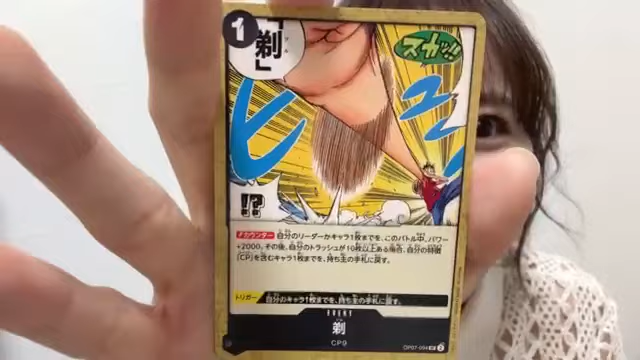 1
「剃」
ソル
スカッ!!
!?
カウンター 自分のリーダーかキャラ1枚までを、このバトル中、パワー
+2000。その後、自分のトラッシュが10枚以上ある場合、自分の特徴
《CP》を含むキャラ1枚までを、持ち主の手札に戻す。
トリガー 自分のキャラ1枚までを、持ち主の手札に戻す。
EVENT
剃
CP9
OP07-094